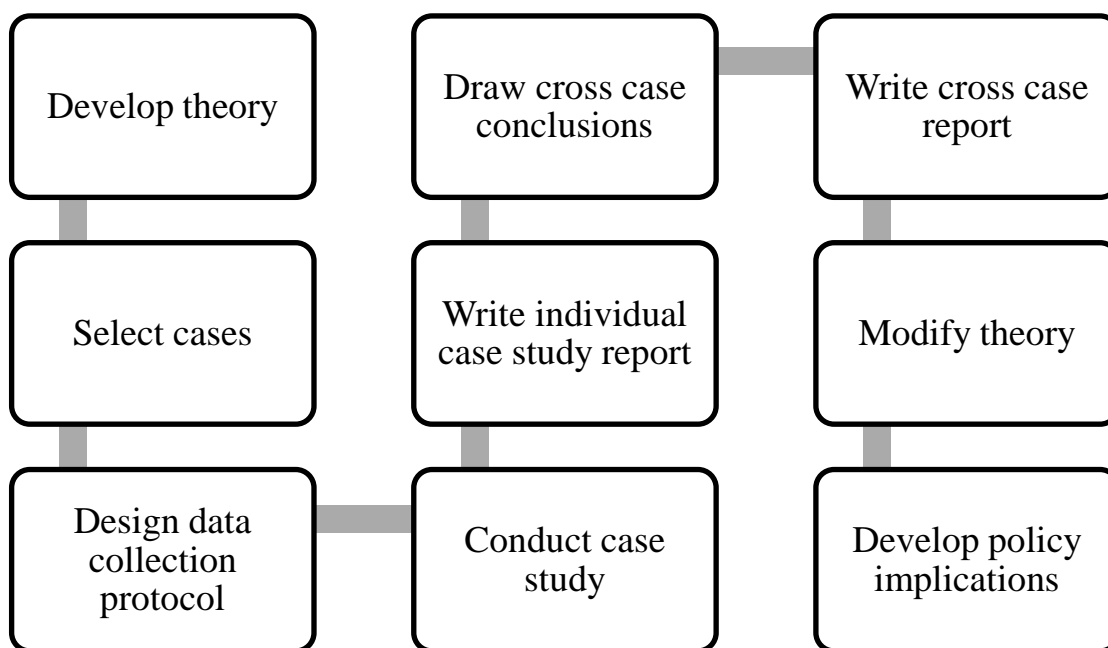 Develop theory
Select cases
Design data
collection
protocol
Conduct case
study
Write individual
case study report
Draw cross case
conclusions
Write cross case
report
Modify theory
Develop policy
implications